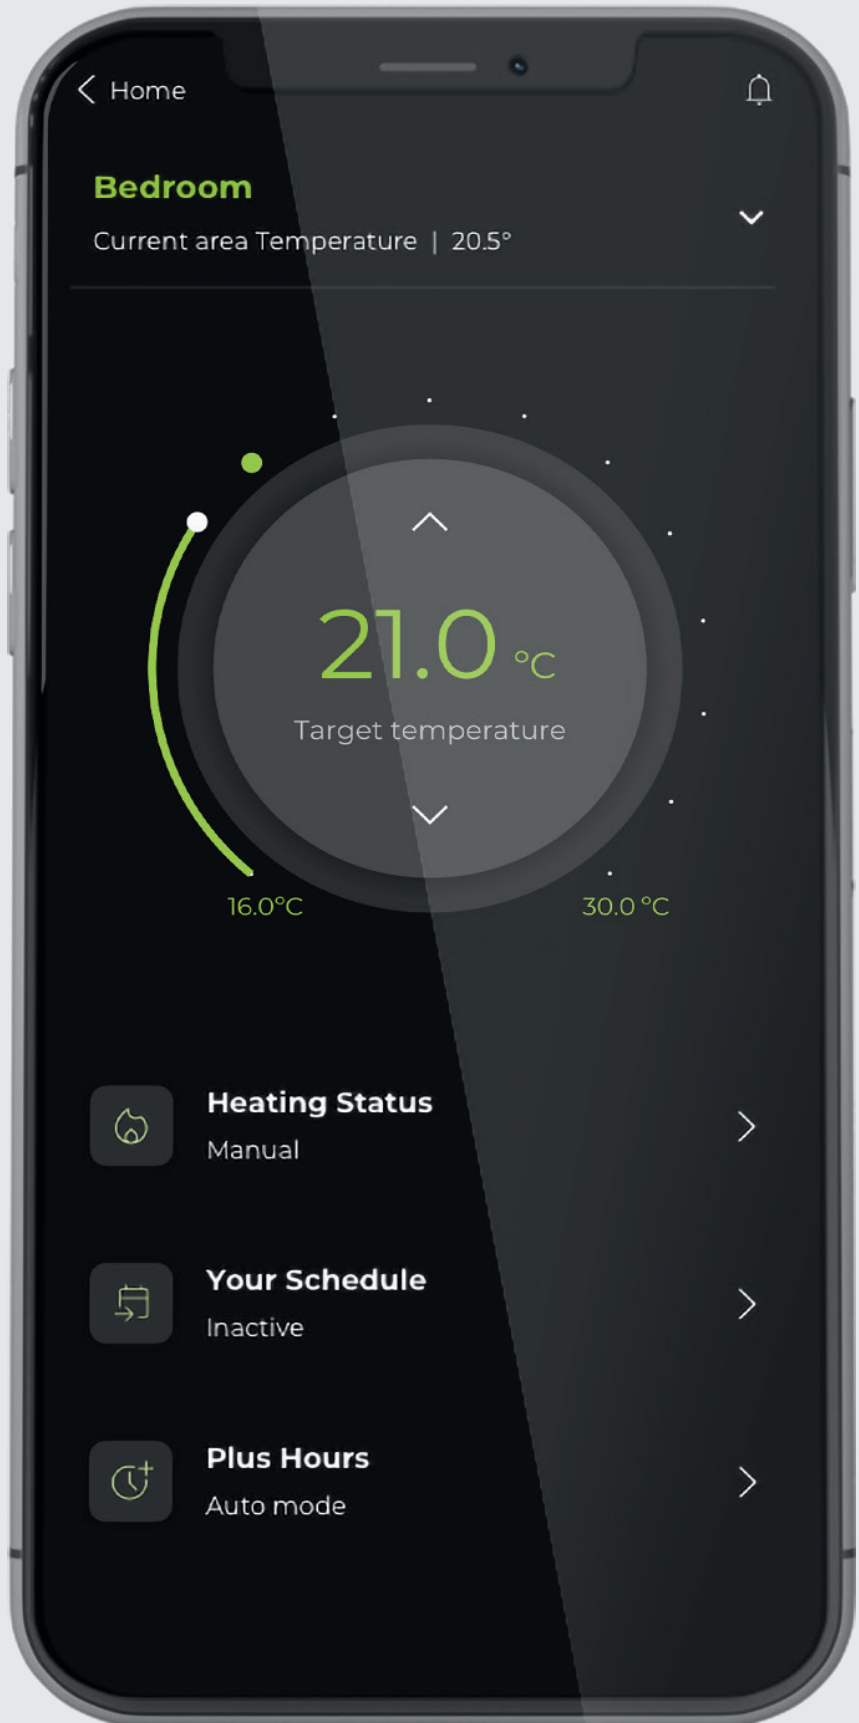 Home
Bedroom
Current area Temperature | 20.5°
21.0 °C
Target temperature
16.0°C
30.0 °C
Heating Status
Manual
Your Schedule
Inactive
Plus Hours
Auto mode